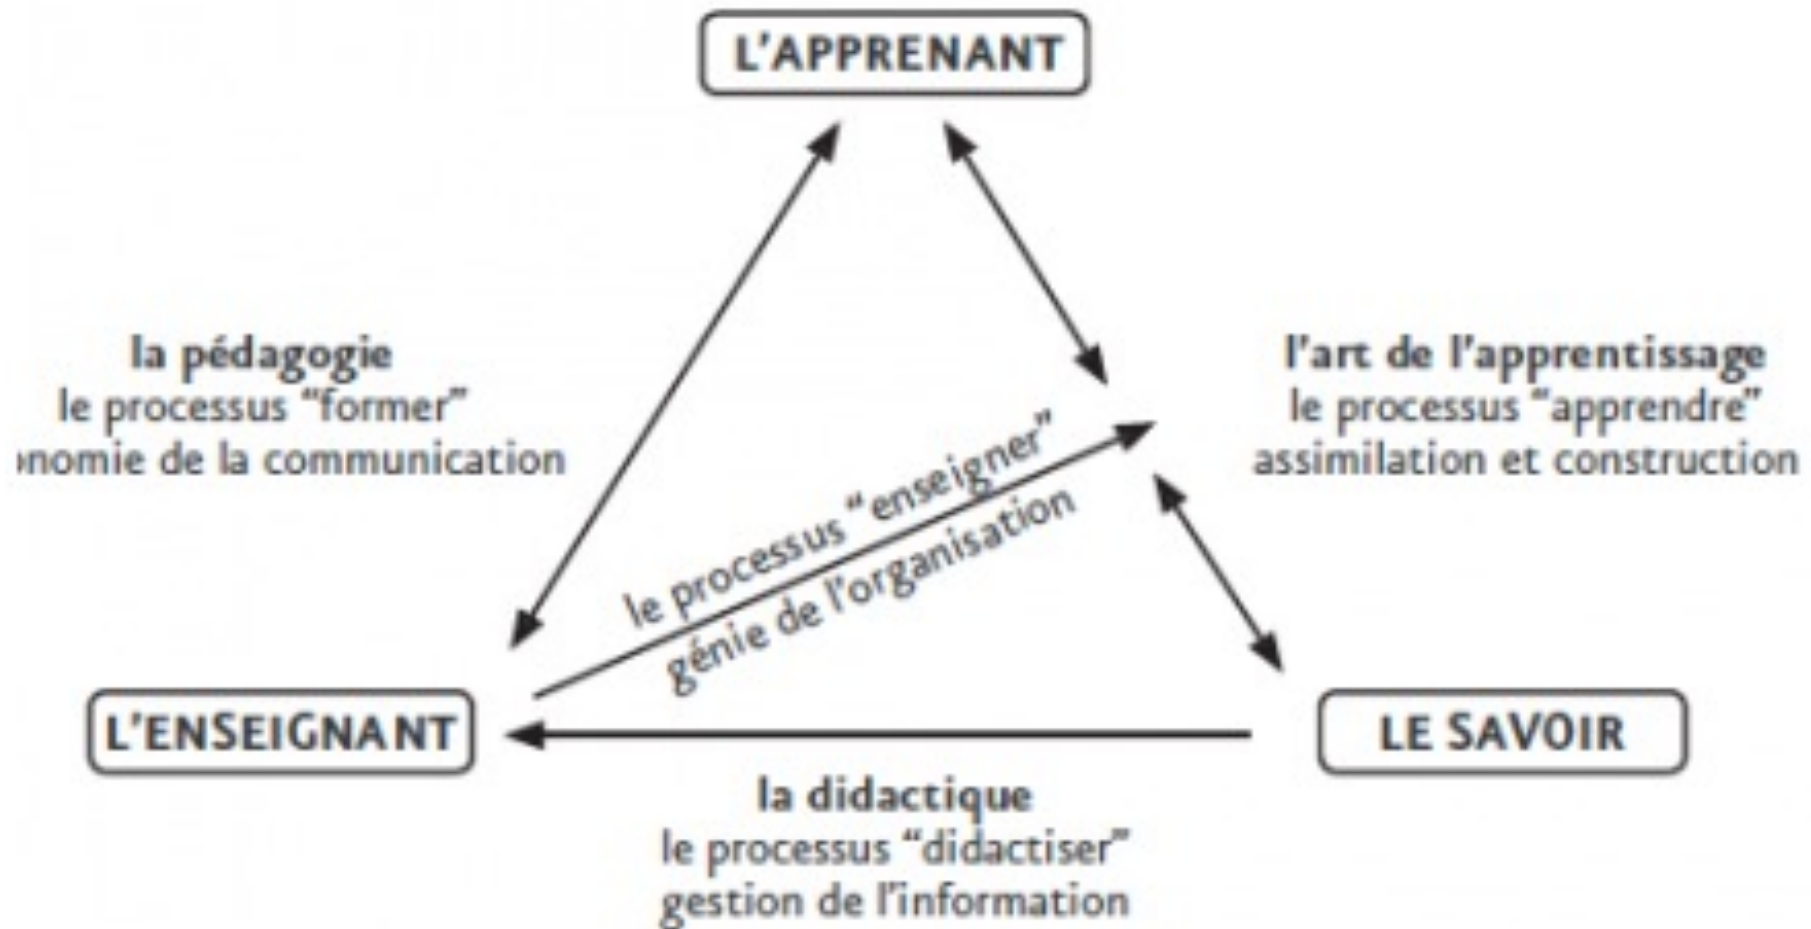 L'APPRENANT
la pédagogie
le processus “former”
nomie de la communication
l'art de l'apprentissage
le processus “apprendre”
assimilation et construction
le processus “enseigner”
génie de l'organisation
L'ENSEIGNANT
LE SAVOIR
la didactique
le processus “didactiser”
gestion de l'information